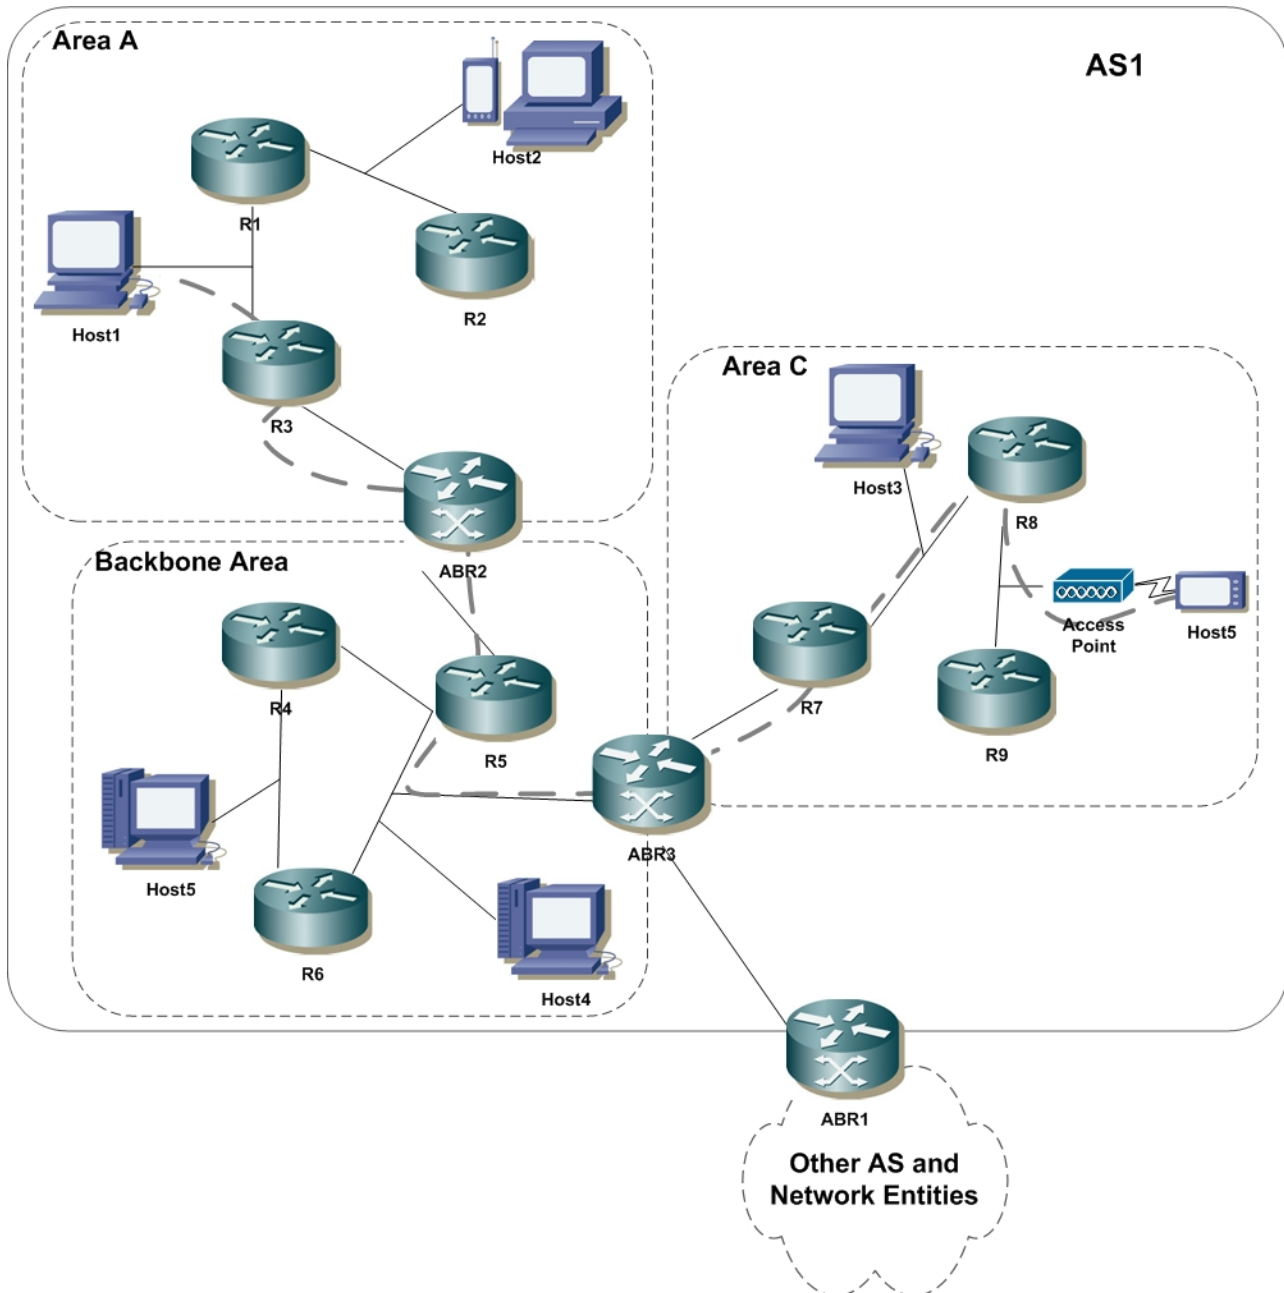 Area A
AS1
Host2
R1
R2
Host1
Area C
R3
Host3
R8
ABR2
Backbone Area
Access
Point
Host5
R4
R7
R5
R9
ABR3
Host5
R6
Host4
ABR1
Other AS and
Network Entities